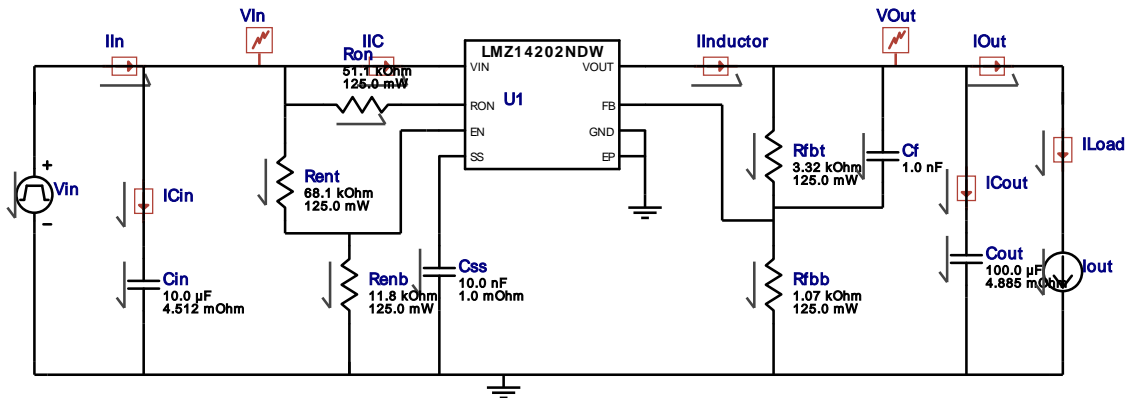 VIn
VOut
IIn
IIC
IInductor
IOut
Ron
51.1 kOhm
125.0 mW
LMZ14202NDW
VIN
VOUT
U1
RON
FB
EN
GND
SS
EP
+
Vin
-
ICin
Rent
68.1 kOhm
125.0 mW
Rfbt
3.32 kOhm
125.0 mW
Cf
1.0 nF
ILoad
ICout
Cin
10.0 µF
4.512 mOhm
Renb
11.8 kOhm
125.0 mW
Css
10.0 nF
1.0 mOhm
Rfbb
1.07 kOhm
125.0 mW
Cout
100.0 µF
4.885 mOhm
Iout